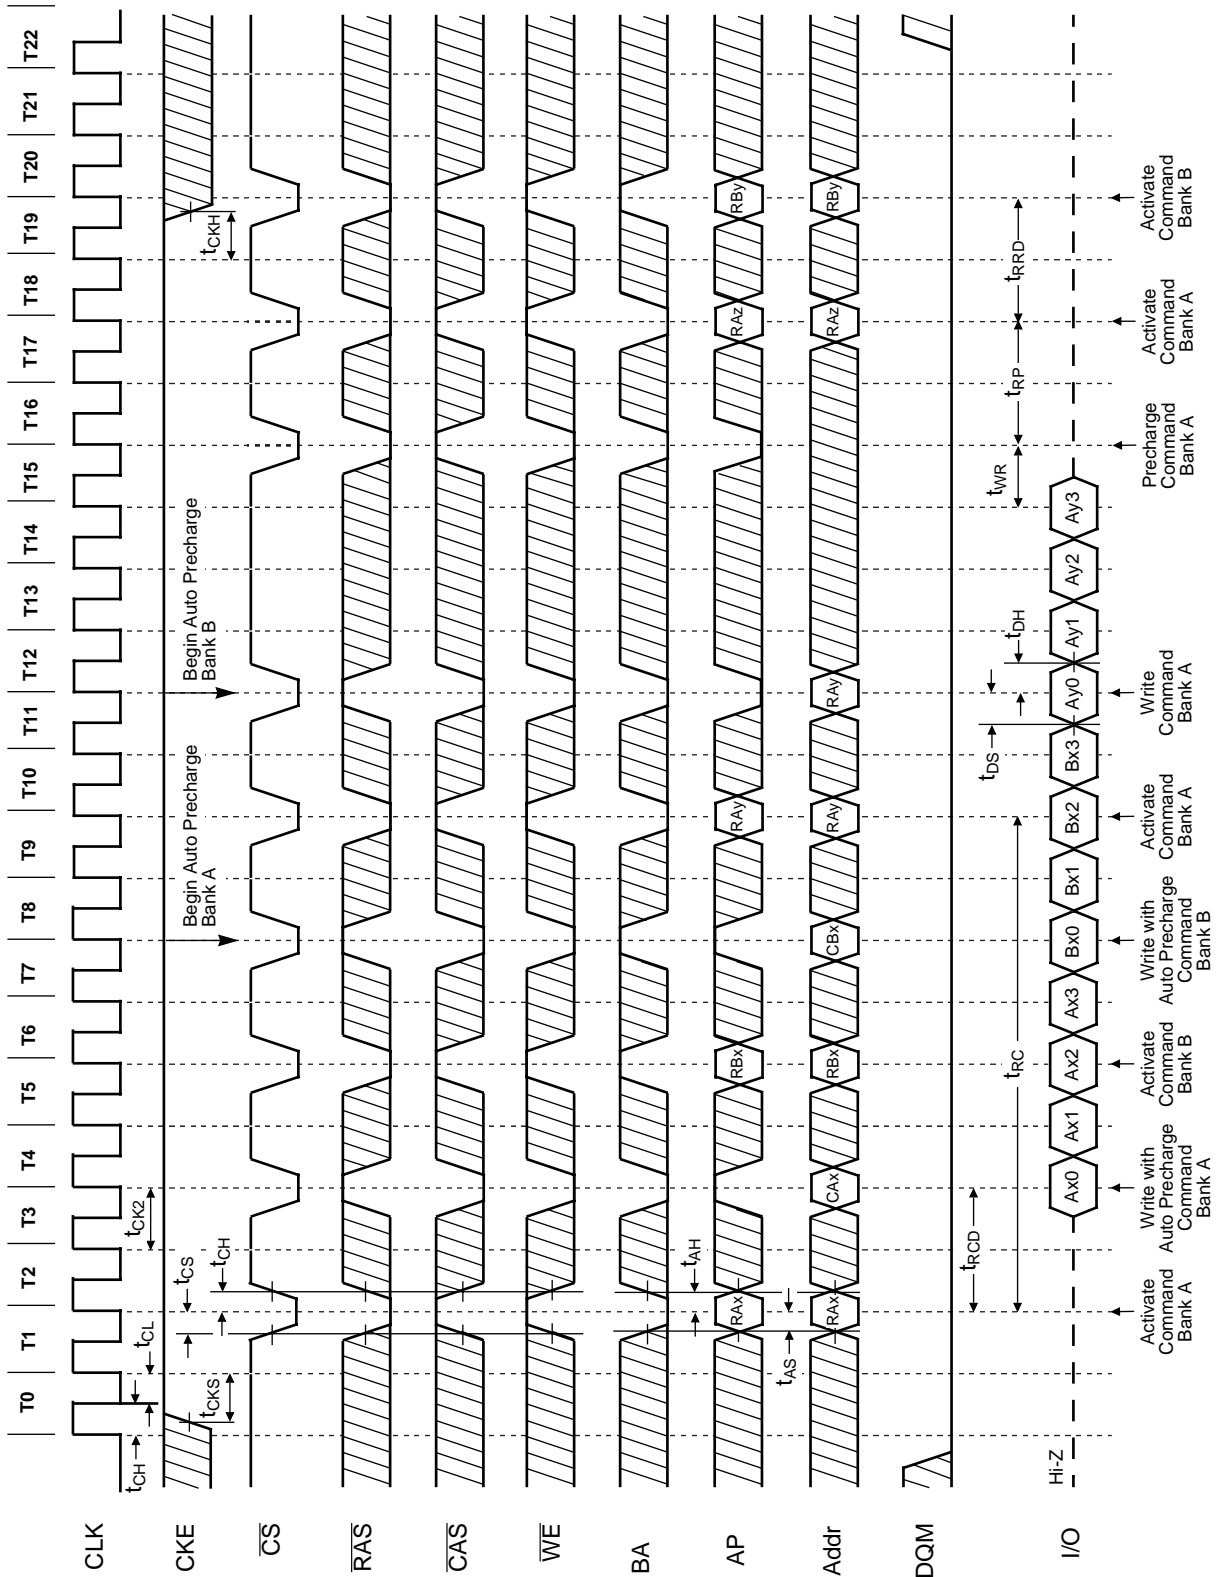 T0 T1 T2 T3 T4 T5 T6 T7 T8 T9 T10 T11 T12 T13 T14 T15 T16 T17 T18 T19 T20 T21 T22
CLK
tCH
tCL
tCK2
CKE
tCKS
tCS
tCH
Begin Auto Precharge
Bank A
Begin Auto Precharge
Bank B
tCKH
CS
RAS
CAS
WE
BA
tAH
AP
RAx RBx RAy RAz RBy
tAS
Addr
RAx CAx RBx CBx RAy RAy RAz RBy
DQM
tRCD
tDS
tWR
tRC
tDH
tRP
tRRD
I/O
Hi-Z
Ax0 Ax1 Ax2 Ax3 Bx0 Bx1 Bx2 Bx3 Ay0 Ay1 Ay2 Ay3
Activate
Command
Bank A
Write with
Auto Precharge
Command
Bank A
Activate
Command
Bank B
Write with
Auto Precharge
Command
Bank B
Activate
Command
Bank A
Write
Command
Bank A
Precharge
Command
Bank A
Activate
Command
Bank A
Activate
Command
Bank B